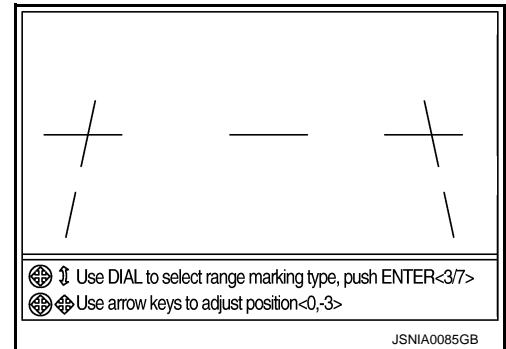 Use DIAL to select range marking type, push ENTER<3/7>
Use arrow keys to adjust position<0,-3>
JSNIA0085GB